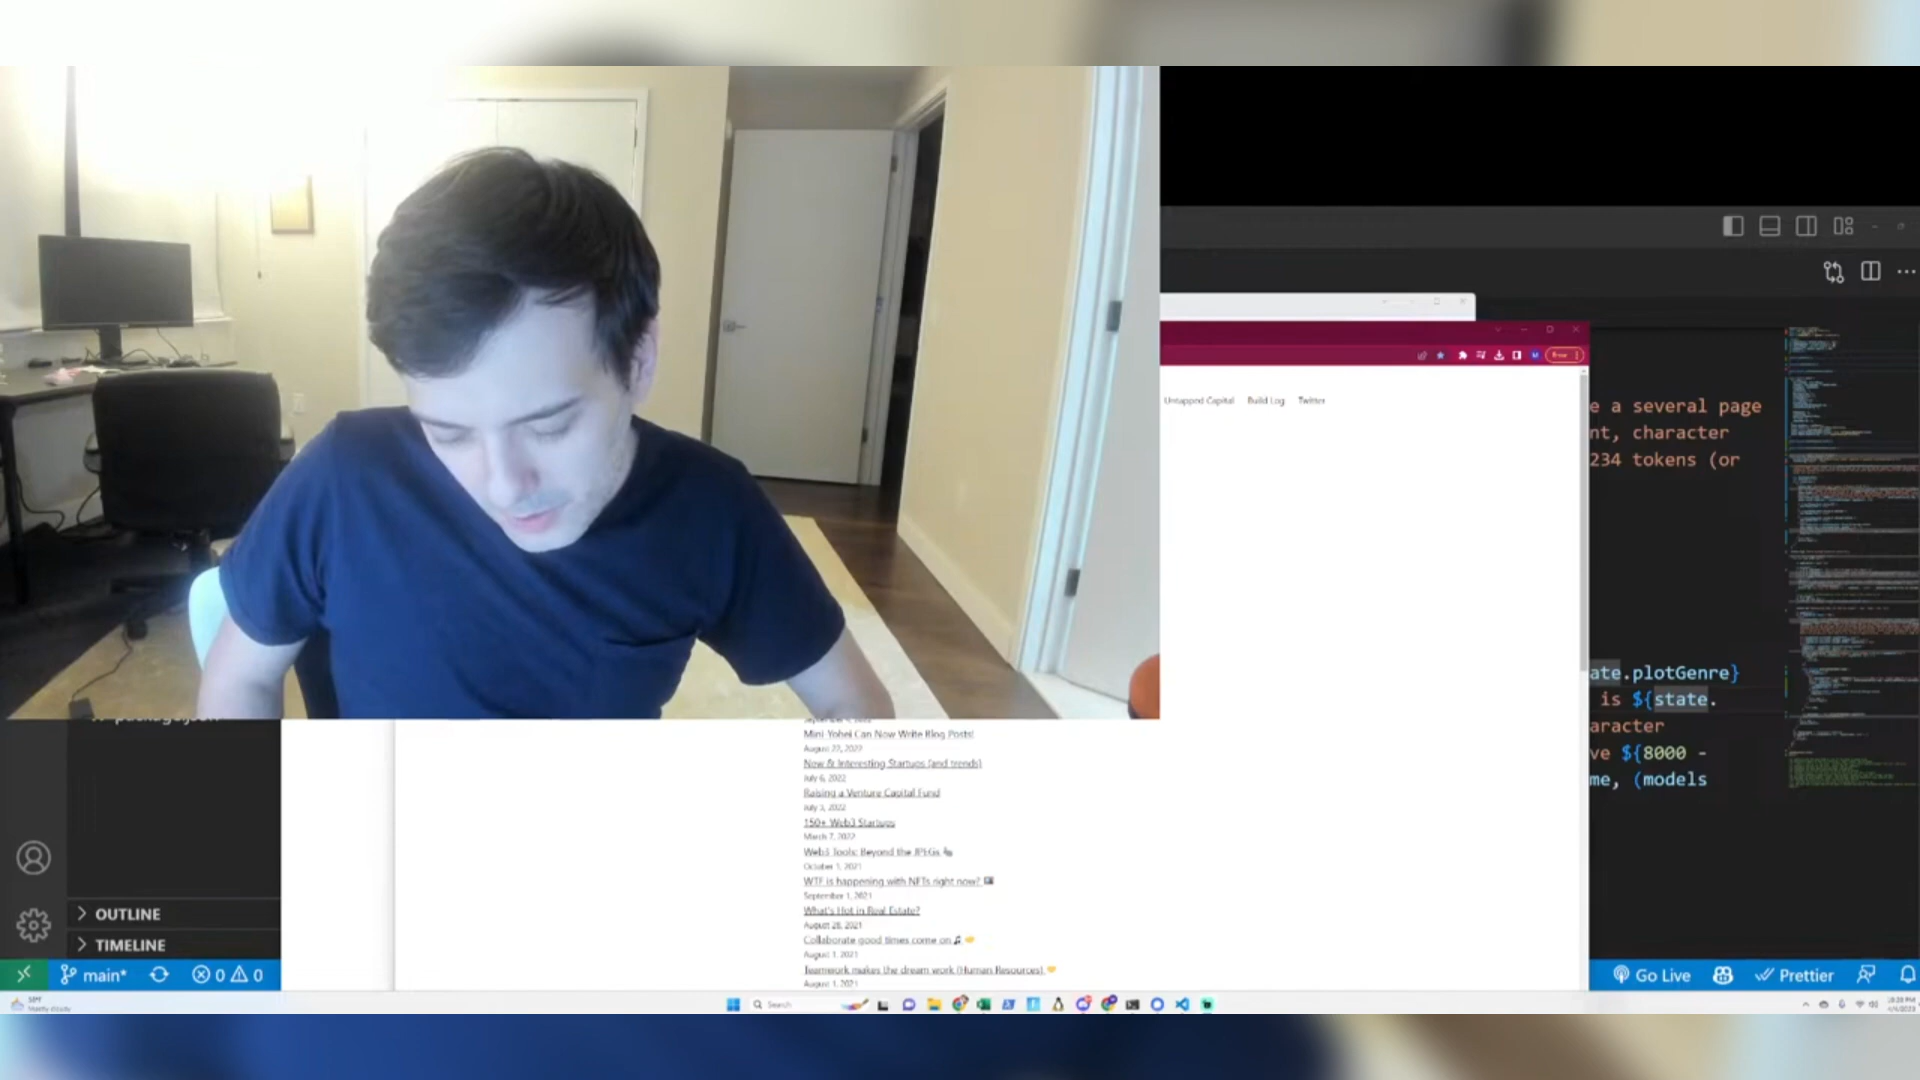 Untapped Capital Build Log Twitter
e a several page
nt, character
234 tokens (or
ate.plotGenre}
is ${state.
aracter
ve ${8000 -
me, (models
Mini Yohei Can Now Write Blog Posts!
August 22, 2022
New & Interesting Startups (and trends)
July 6, 2022
Raising a Venture Capital Fund
July 3, 2022
150+ Web3 Startups
March 7, 2022
Web3 Tools: Beyond the JPEGs
October 1, 2021
WTF is happening with NFTs right now?
September 1, 2021
What's Hot in Real Estate?
August 28, 2021
Collaborate good times come on
August 1, 2021
Teamwork makes the dream work (Human Resources)
August 1, 2021
OUTLINE
TIMELINE
main* 0 0
Go Live Prettier
Search